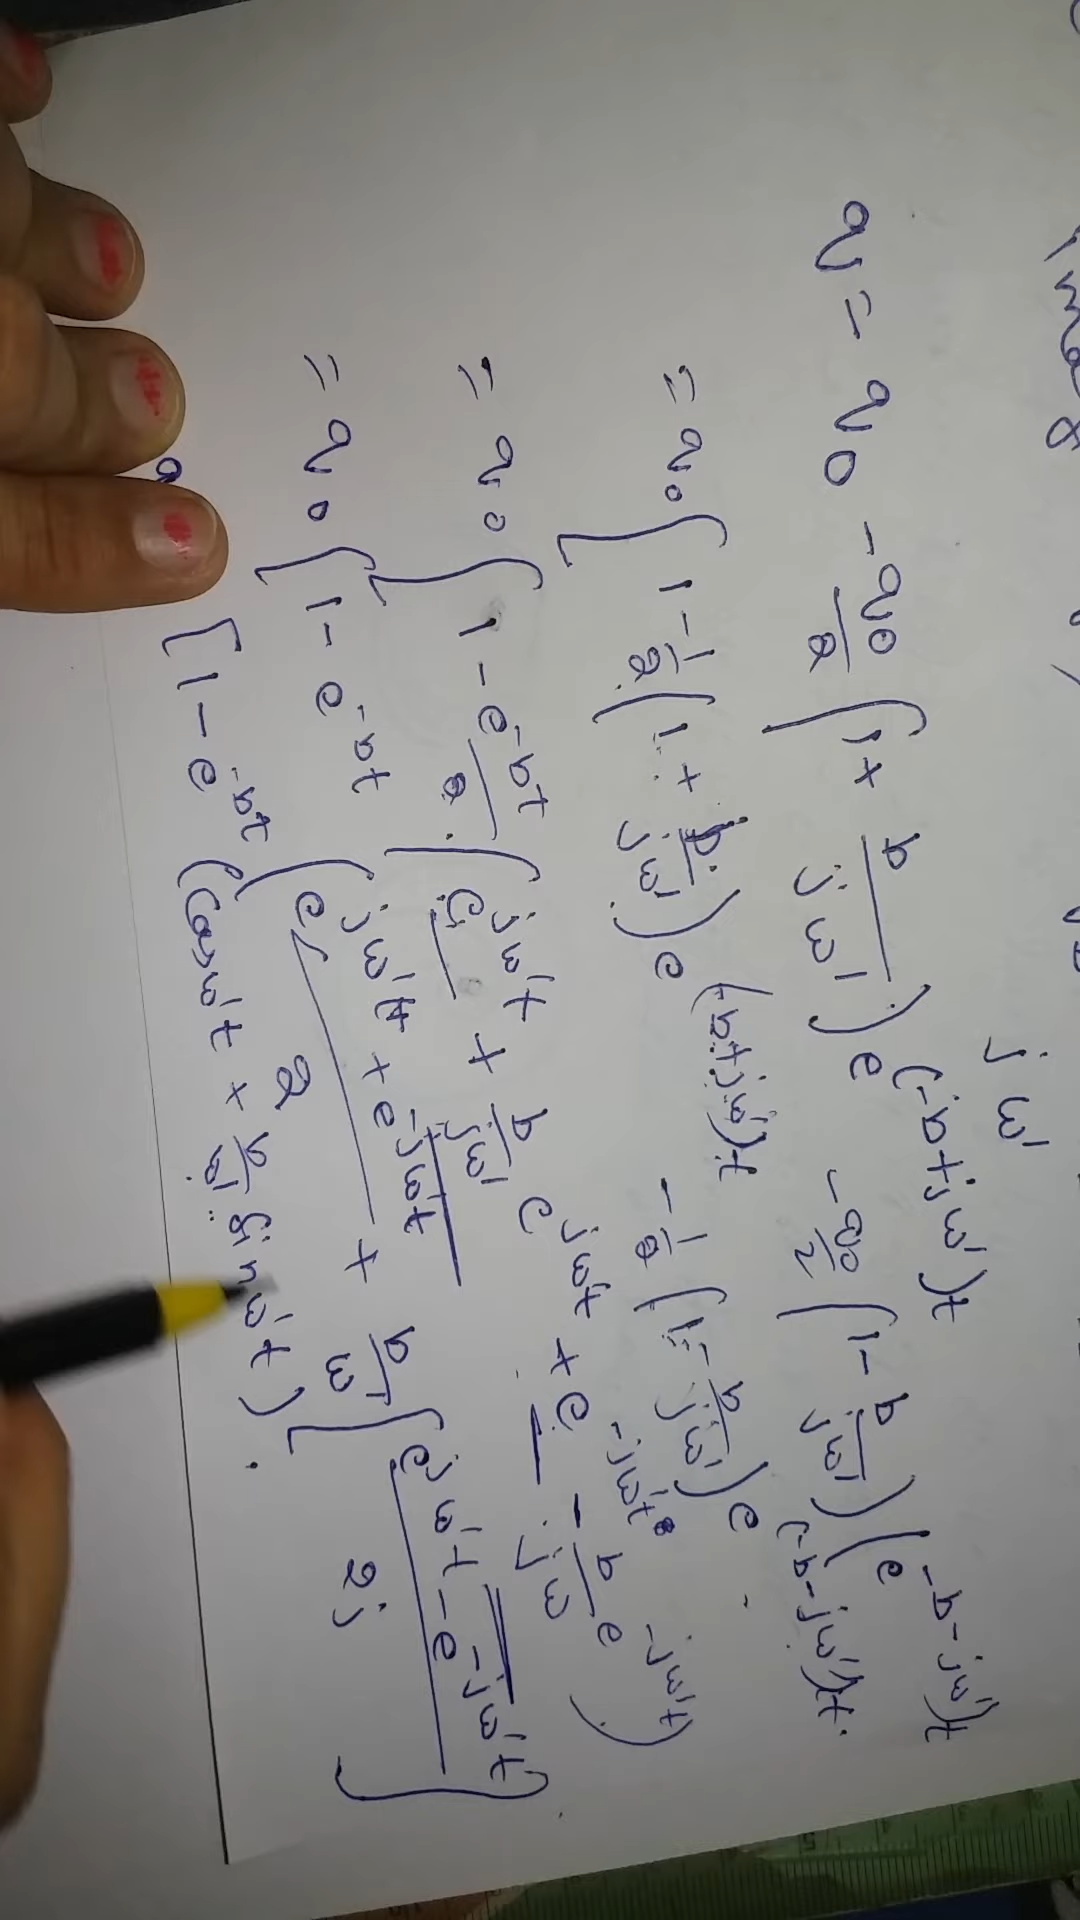 jω'
q = q0 - q0/2 (1 + b/jω') e^(-b+jω')t - q0/2 (1 - b/jω') (e^-b-jω')t
(-b-jω')t.
= q0 [1 - 1/2 (1 + b/jω') e^(-b+jω')t - 1/2 (1 - b/jω') e
= q0 [1 - e^-bt/2 (e^jω't + b/jω' e^jω't + e^-jω't - b/jω e^-jω't)
= q0 [1 - e^-bt (e^jω't + e^-jω't/2 + b/ω' [e^jω't - e^-jω't/2j]
[1 - e^-bt (Cosω't + b/ω' Sinω't)].